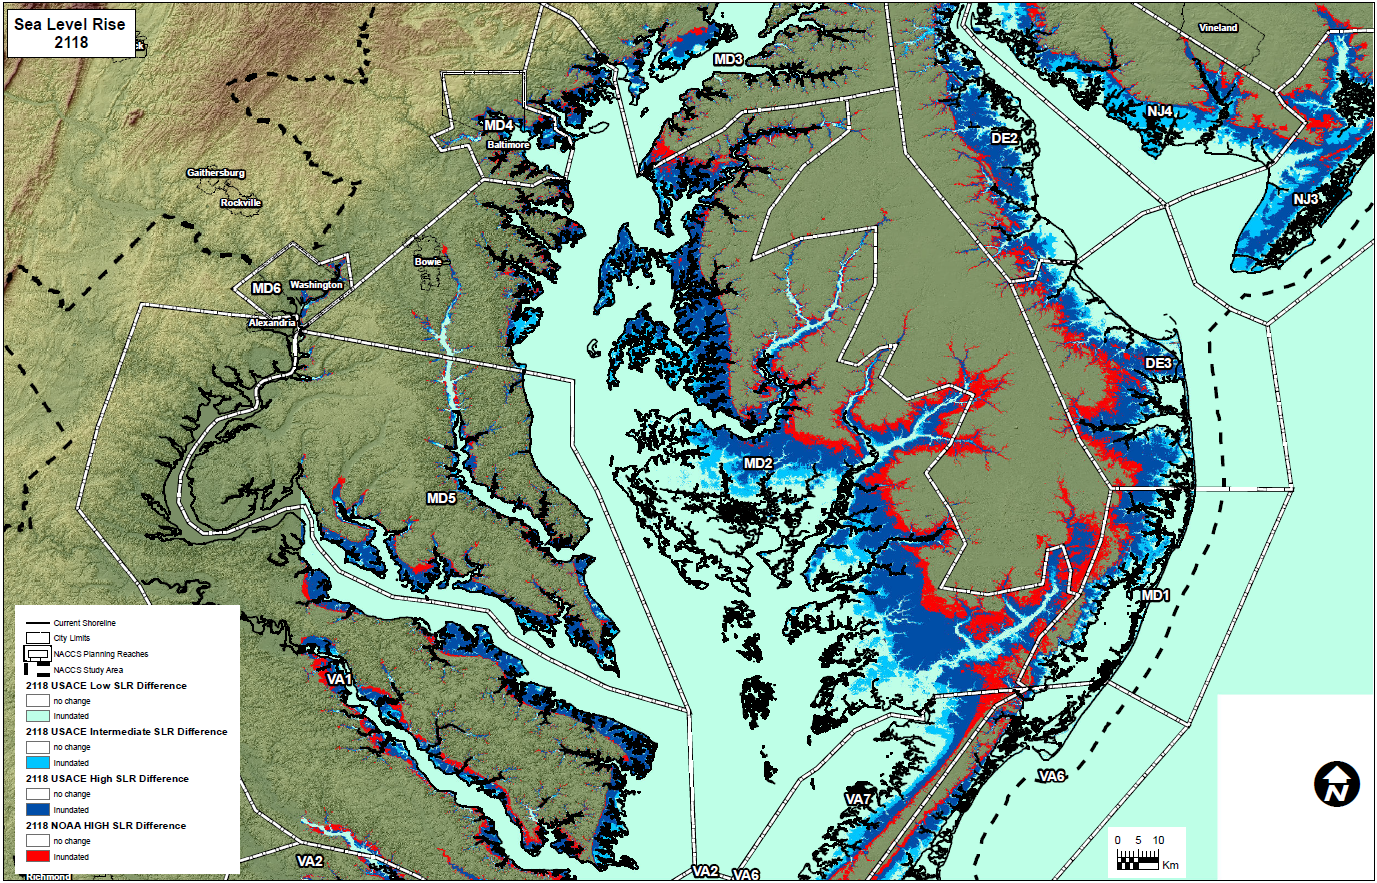 Sea Level Rise
2118
Vineland
MD3
NJ4
MD4
Baltimore
DE2
Gaithersburg
Rockville
NJ3
Bowie
MD6
Washington
Alexandria
DE3
MD2
MD5
MD1
VA1
VA6
VA7
VA2
VA2
VA6
Richmond
Current Shoreline
City Limits
NACCS Planning Reaches
NACCS Study Area
2118 USACE Low SLR Difference
no change
Inundated
2118 USACE Intermediate SLR Difference
no change
Inundated
2118 USACE High SLR Difference
no change
Inundated
2118 NOAA HIGH SLR Difference
no change
Inundated
N
0 5 10
Km